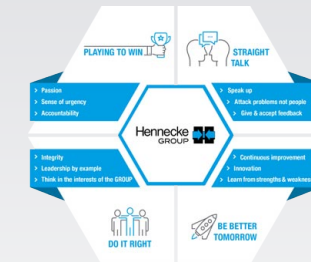 PLAYING TO WIN
STRAIGHT
TALK
> Passion
> Sense of urgency
> Accountability
> Speak up
> Attack problems not people
> Give & accept feedback
Hennecke
GROUP
> Integrity
> Leadership by example
> Think in the interests of the GROUP
> Continuous improvement
> Innovation
> Learn from strengths & weakness
DO IT RIGHT
BE BETTER
TOMORROW